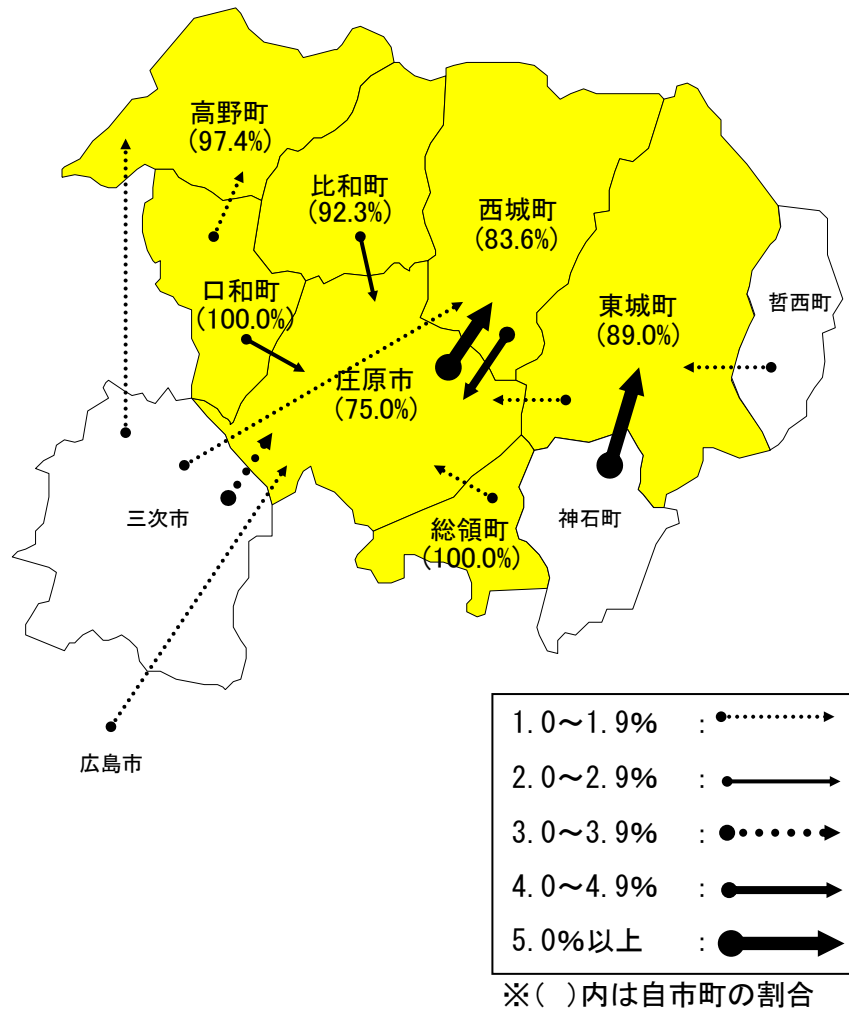 高野町
(97.4%)
比和町
(92.3%)
西城町
(83.6%)
口和町
(100.0%)
東城町
(89.0%)
哲西町
庄原市
(75.0%)
三次市
総領町
(100.0%)
神石町
広島市
1.0～1.9% :
2.0～2.9% :
3.0～3.9% :
4.0～4.9% :
5.0%以上 :
※( )内は自市町の割合